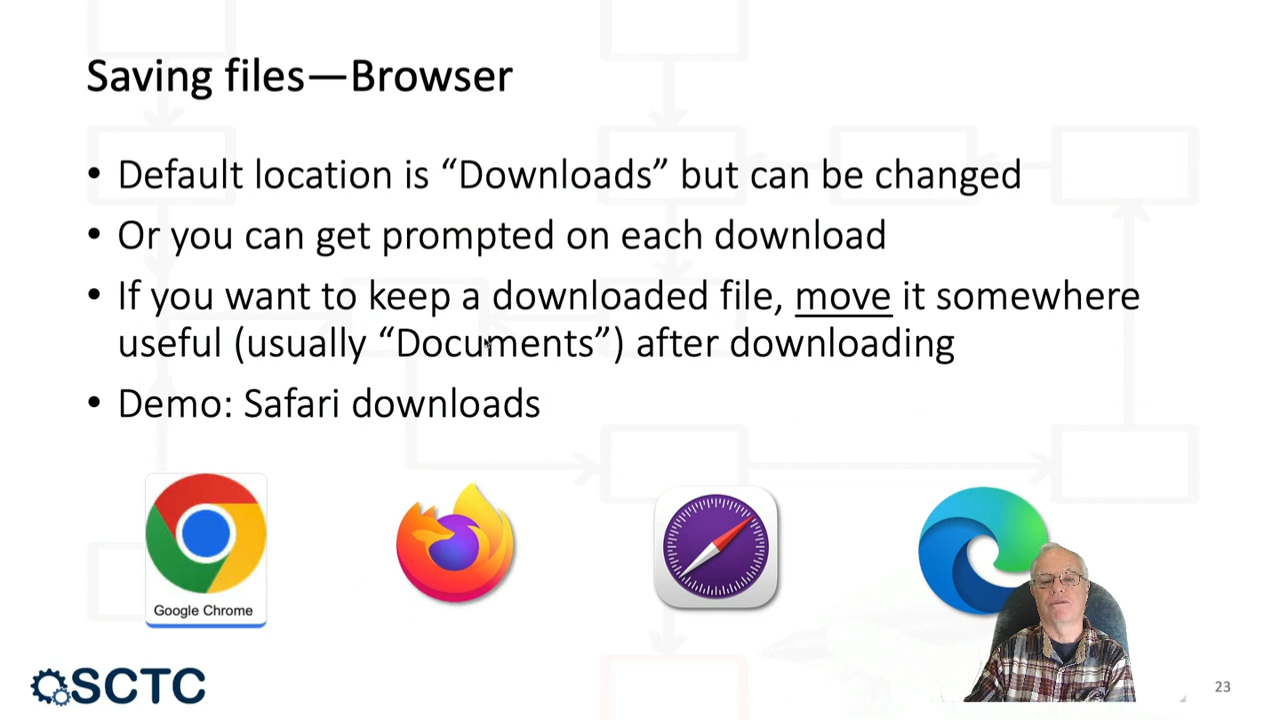 Saving files—Browser
• Default location is “Downloads” but can be changed
• Or you can get prompted on each download
• If you want to keep a downloaded file, move it somewhere
useful (usually “Documents”) after downloading
• Demo: Safari downloads
Google Chrome
SCTC
23